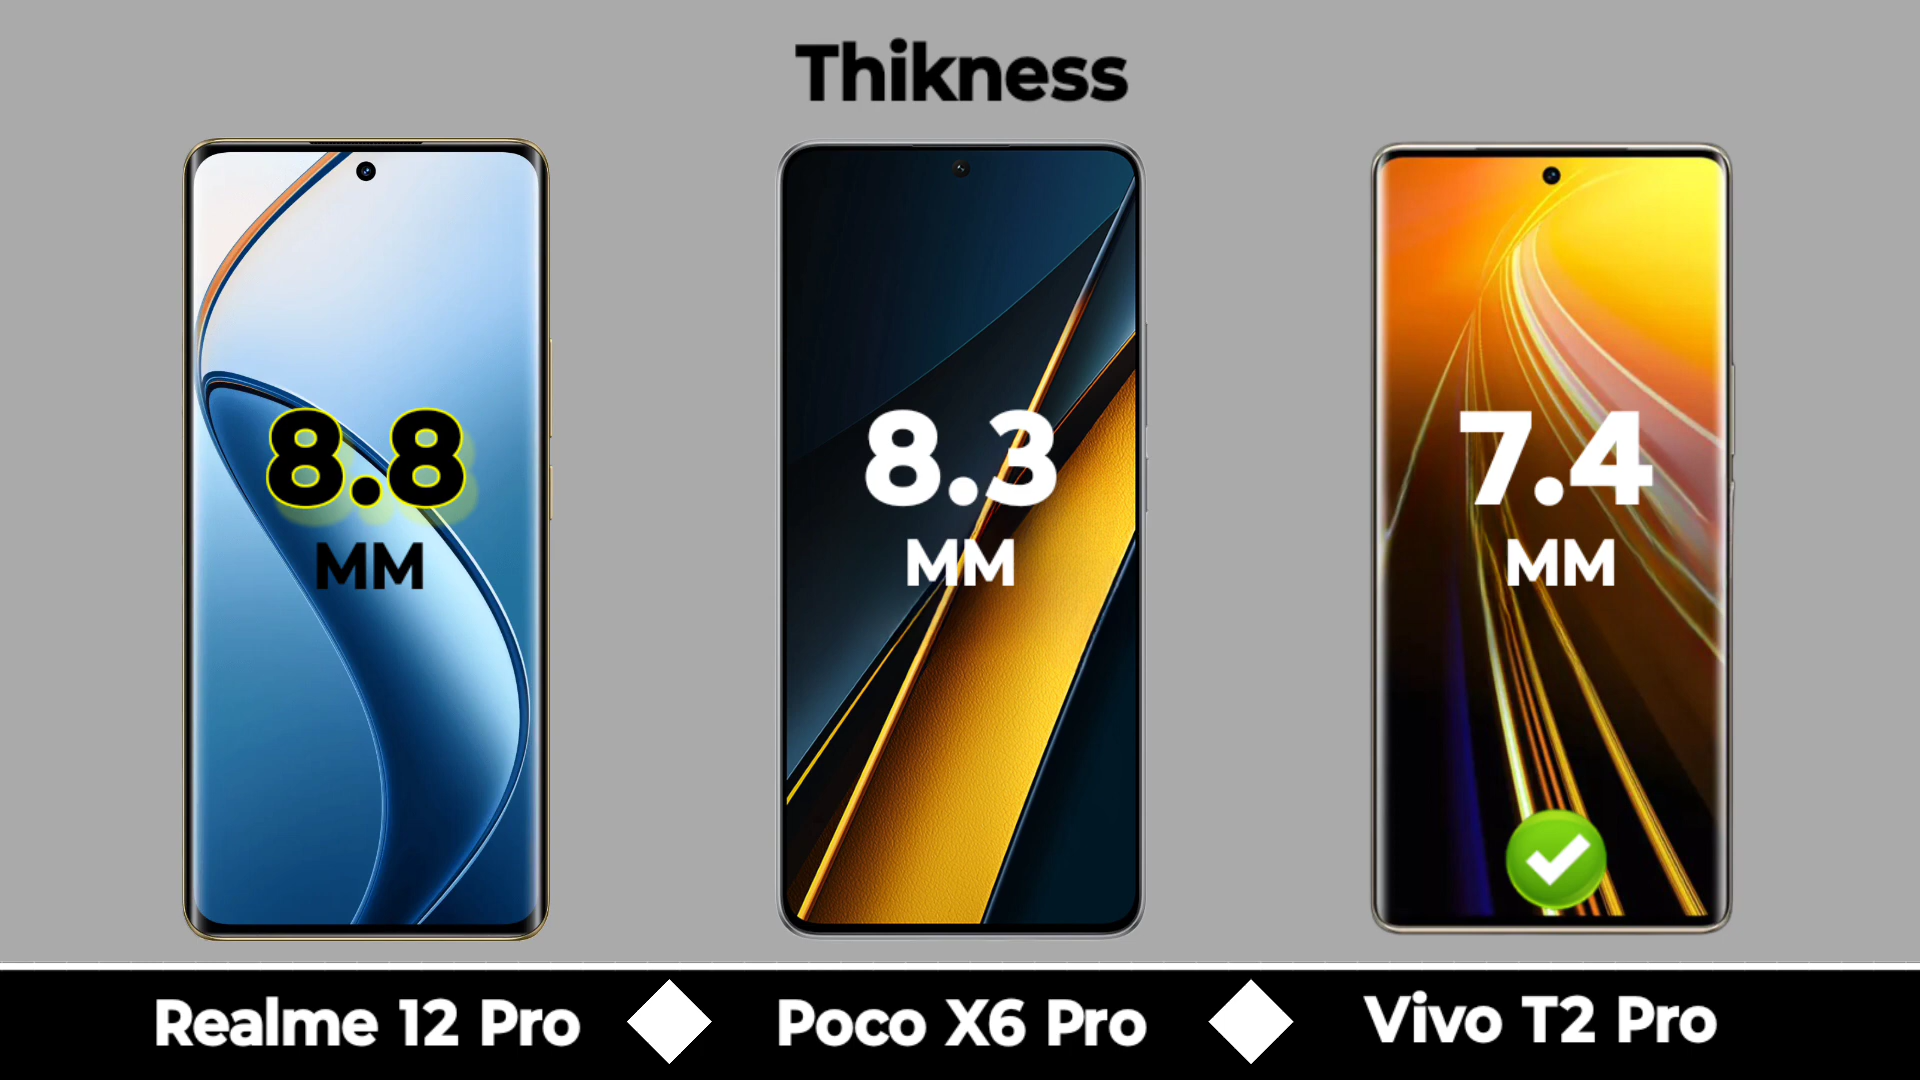 Thikness
8.8
MM
8.3
MM
7.4
MM
Realme 12 Pro
Poco X6 Pro
Vivo T2 Pro